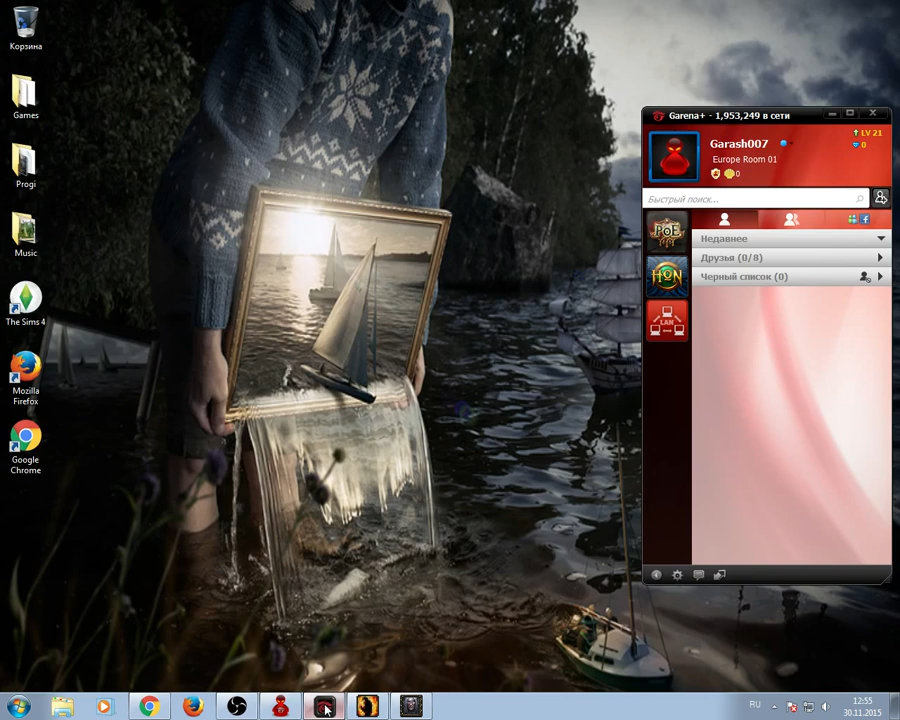 Корзина
Games
Progi
Music
The Sims 4
Mozilla
Firefox
Google
Chrome
Garena+ - 1,953,249 в сети
Garash007
LV 21
0
Europe Room 01
0
Быстрый поиск...
PoE
HoN
LAN
Недавнее
Друзья (0/8)
Черный список (0)
RU
12:55
30.11.2015